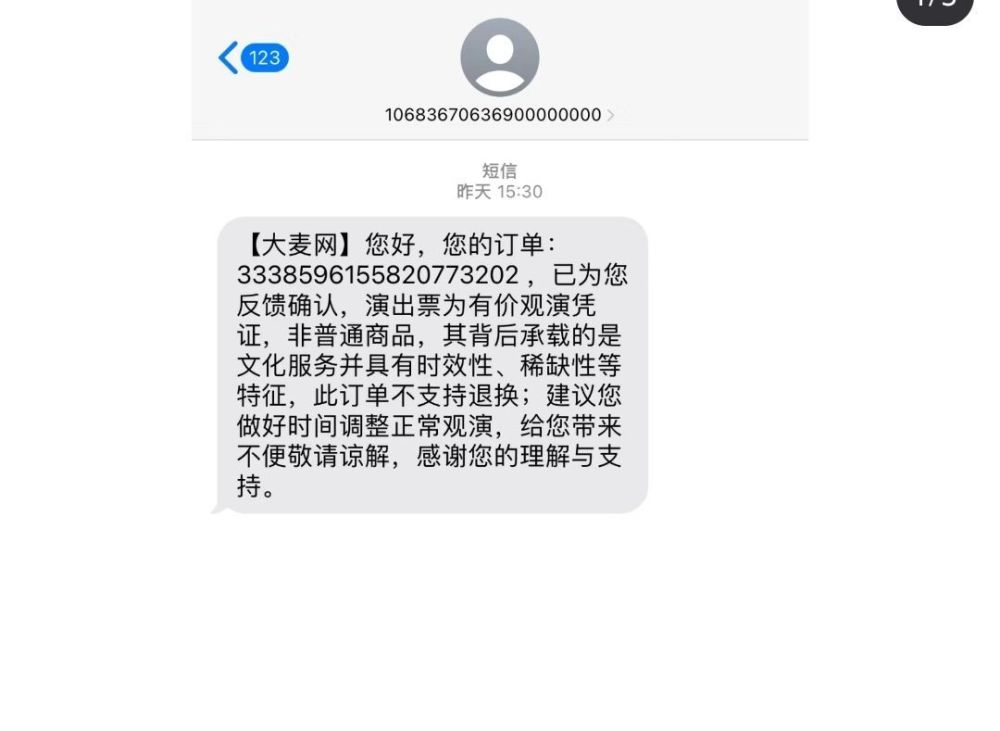 1/5
123
10683670636900000000
短信
昨天 15:30
【大麦网】您好，您的订单：
3338596155820773202 ，已为您
反馈确认，演出票为有价观演凭
证，非普通商品，其背后承载的是
文化服务并具有时效性、稀缺性等
特征，此订单不支持退换；建议您
做好时间调整正常观演，给您带来
不便敬请谅解，感谢您的理解与支
持。